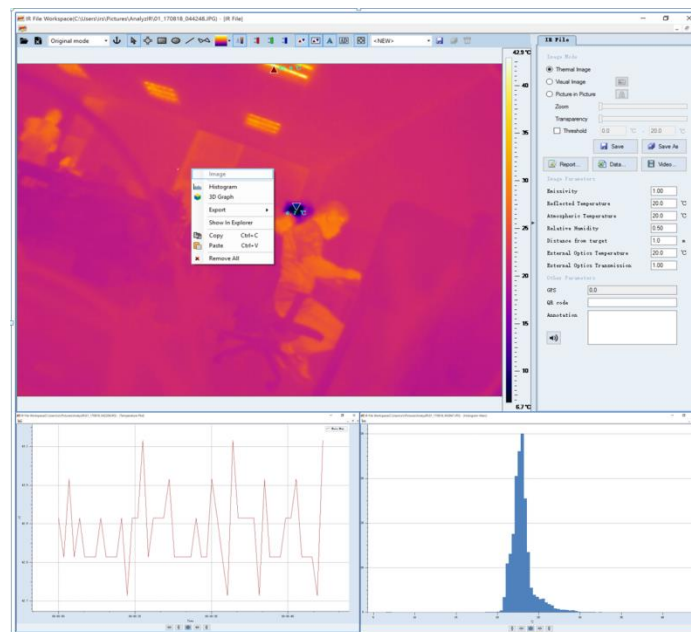 IR File Workspace(C:\Users\irs\Pictures\AnalyzIR\01_170818_044248.JPG) - [IR File]
Original mode
A
<NEW>
42.9℃
40
35
30
25
20
15
10
6.7℃
Image
Histogram
3D Graph
Export
Show In Explorer
Copy Ctrl+C
Paste Ctrl+V
Remove All
IR File
Image Mode
Thermal Image
Visual Image
Picture in Picture
Zoom
Transparency
Threshold 0.0 ℃ - 20.0 ℃
Save Save As
Report... Data... Video...
Image Parameters
Emissivity 1.00
Reflected Temperature 20.0 ℃
Atmospheric Temperature 20.0 ℃
Relative Humidity 0.50
Distance from target 1.0 m
External Optics Temperature 20.0 ℃
External Optics Transmission 1.00
Other Parameters
GPS 0.0
QR code
Annotation